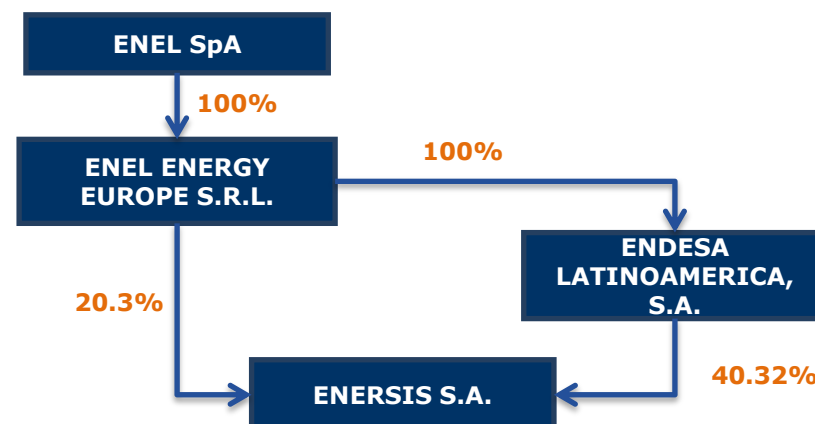 ENEL SpA
100%
ENEL ENERGY
EUROPE S.R.L.
100%
ENDESA
LATINOAMERICA,
S.A.
20.3%
40.32%
ENERSIS S.A.